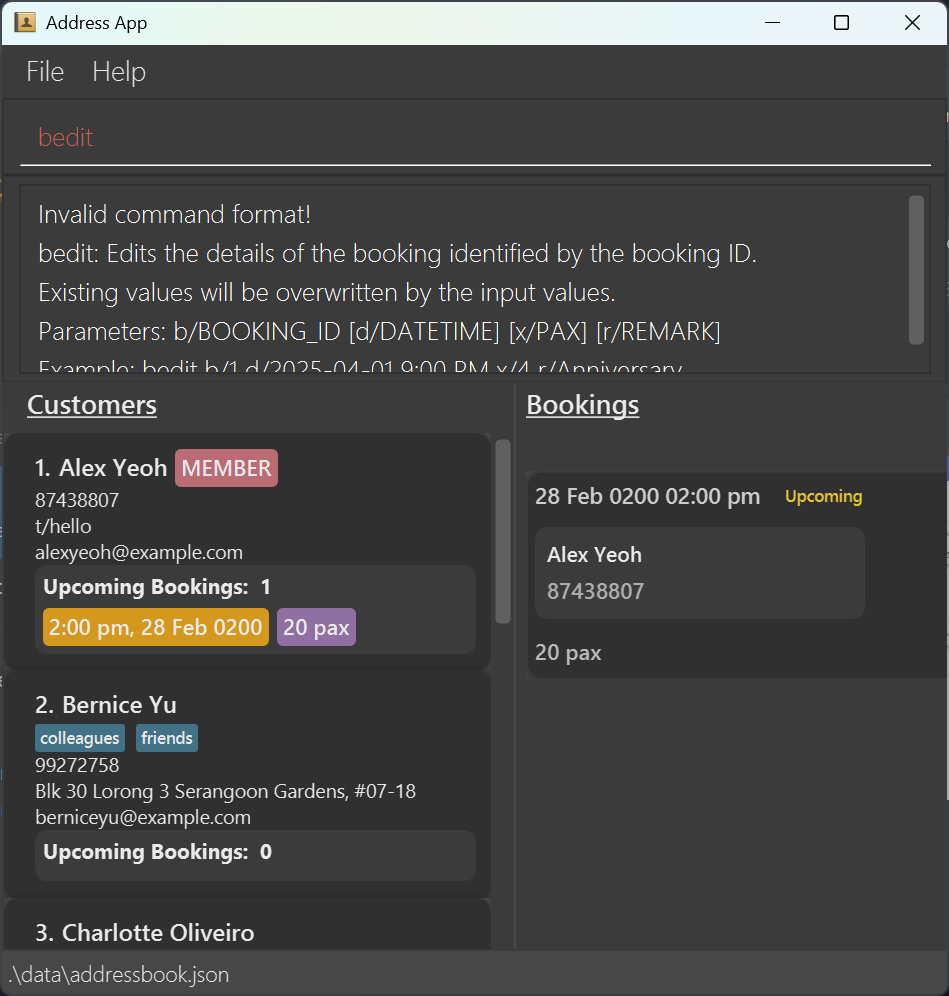 Address App
File Help
bedit
Invalid command format!
bedit: Edits the details of the booking identified by the booking ID.
Existing values will be overwritten by the input values.
Parameters: b/BOOKING_ID [d/DATETIME] [x/PAX] [r/REMARK]
Example: bedit b/1 d/2025-04-01 9:00 PM x/4 r/Anniversary
Customers
1. Alex Yeoh MEMBER
87438807
t/hello
alexyeoh@example.com
Upcoming Bookings: 1
2:00 pm, 28 Feb 0200 20 pax
2. Bernice Yu
colleagues friends
99272758
Blk 30 Lorong 3 Serangoon Gardens, #07-18
berniceyu@example.com
Upcoming Bookings: 0
3. Charlotte Oliveiro
Bookings
28 Feb 0200 02:00 pm Upcoming
Alex Yeoh
87438807
20 pax
.\data\addressbook.json